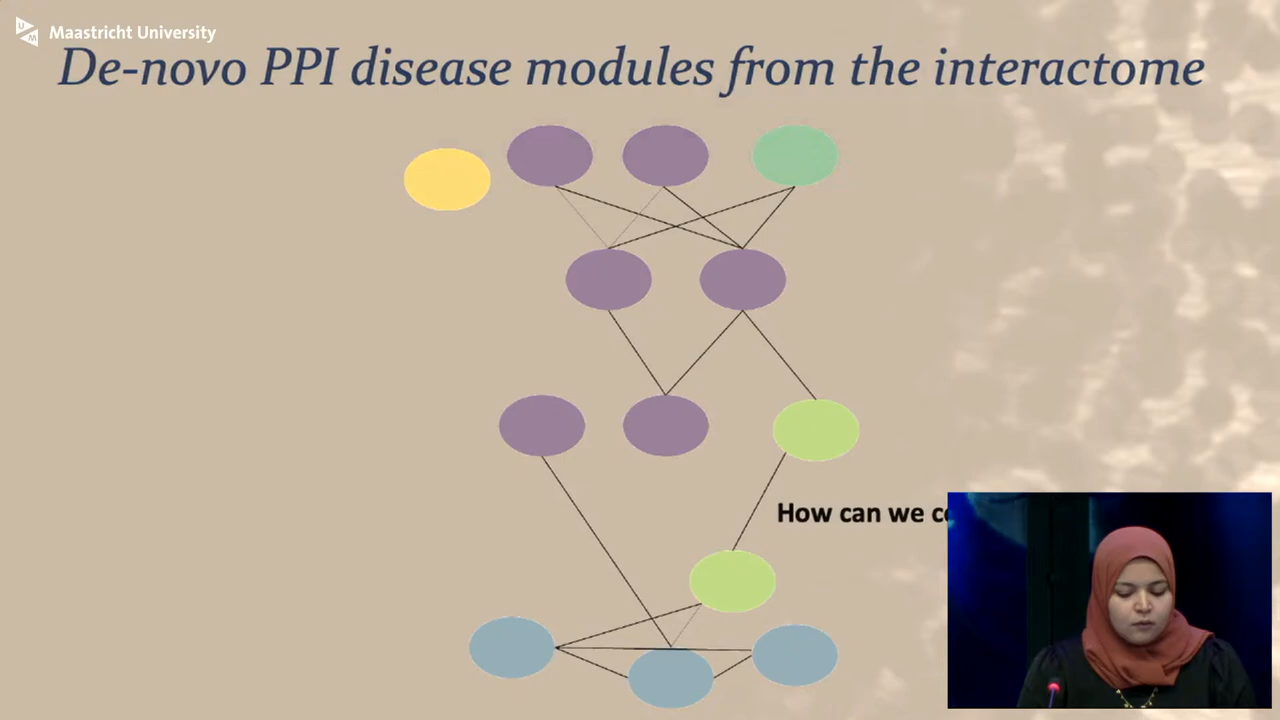 Maastricht University
De-novo PPI disease modules from the interactome
How can we